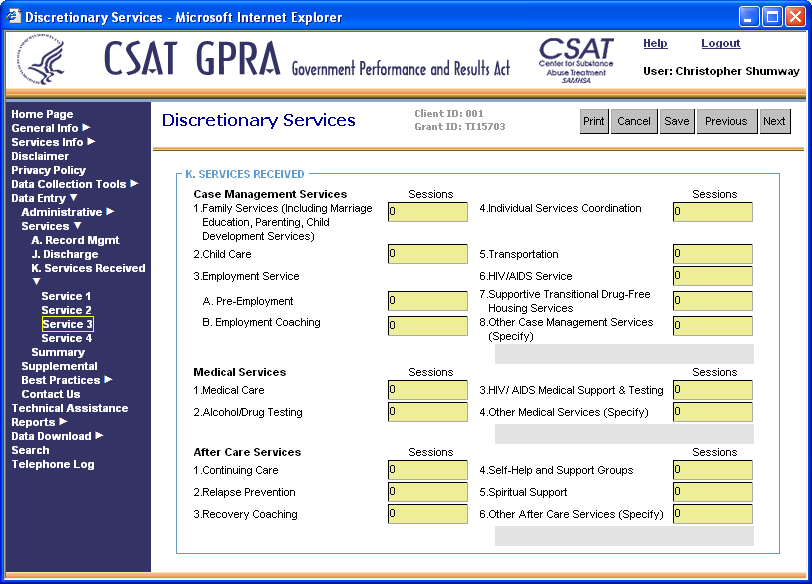 Discretionary Services - Microsoft Internet Explorer
CSAT GPRA Government Performance and Results Act
CSAT
Center for Substance
Abuse Treatment
SAMHSA
Help Logout
User: Christopher Shumway
Home Page
General Info
Services Info
Disclaimer
Privacy Policy
Data Collection Tools
Data Entry
Administrative
Services
A. Record Mgmt
J. Discharge
K. Services Received
Service 1
Service 2
Service 3
Service 4
Summary
Supplemental
Best Practices
Contact Us
Technical Assistance
Reports
Data Download
Search
Telephone Log
Discretionary Services
Client ID: 001
Grant ID: TI15703
Print Cancel Save Previous Next
K. SERVICES RECEIVED
Case Management Services Sessions Sessions
1.Family Services (Including Marriage
Education, Parenting, Child
Development Services)
0
4.Individual Services Coordination 0
2.Child Care 0 5.Transportation 0
3.Employment Service 6.HIV/AIDS Service 0
A. Pre-Employment 0
7.Supportive Transitional Drug-Free
Housing Services
0
B. Employment Coaching 0
8.Other Case Management Services
(Specify)
0
Medical Services Sessions Sessions
1.Medical Care 0 3.HIV/ AIDS Medical Support & Testing 0
2.Alcohol/Drug Testing 0 4.Other Medical Services (Specify) 0
After Care Services Sessions Sessions
1.Continuing Care 0 4.Self-Help and Support Groups 0
2.Relapse Prevention 0 5.Spiritual Support 0
3.Recovery Coaching 0 6.Other After Care Services (Specify) 0